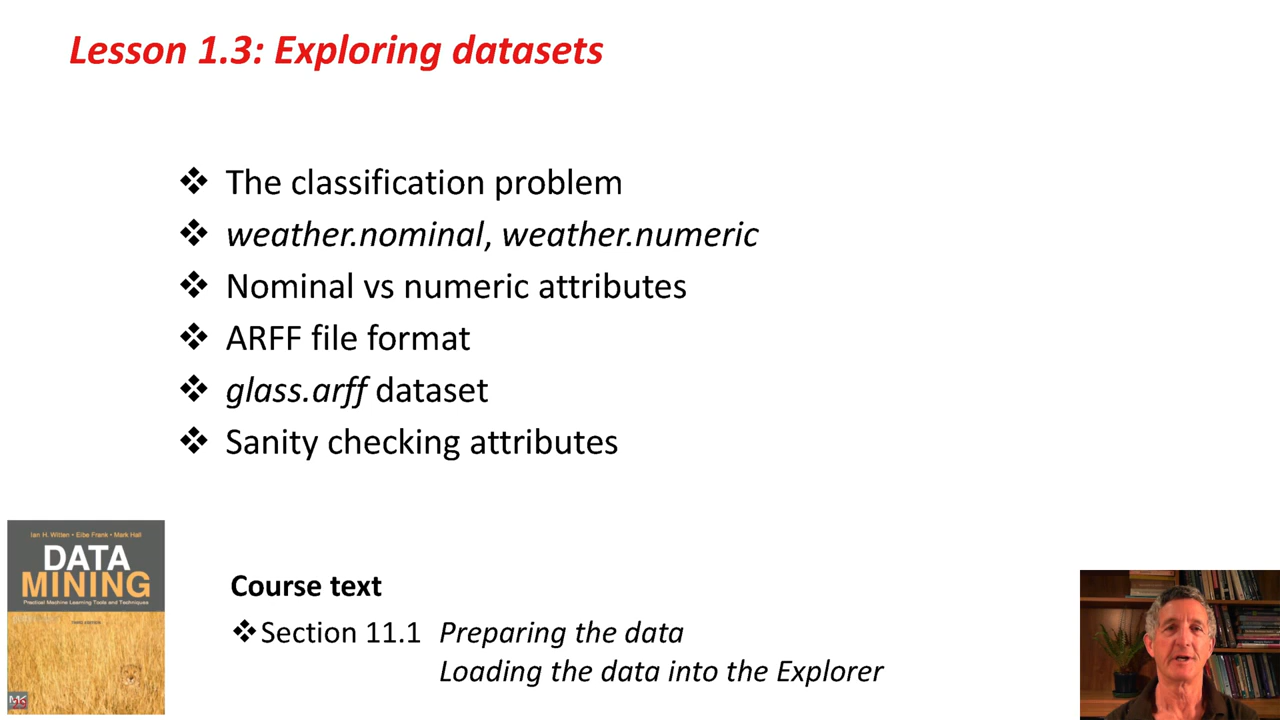 Lesson 1.3: Exploring datasets
❖ The classification problem
❖ weather.nominal, weather.numeric
❖ Nominal vs numeric attributes
❖ ARFF file format
❖ glass.arff dataset
❖ Sanity checking attributes
Ian H. Witten • Eibe Frank • Mark Hall
DATA
MINING
Practical Machine Learning Tools and Techniques
THIRD EDITION
Course text
❖Section 11.1 Preparing the data
Loading the data into the Explorer